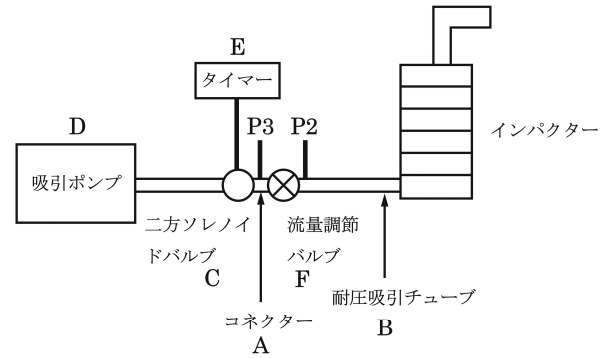 E
タイマー
D
P3 P2
吸引ポンプ
インパクター
二方ソレノイ
ドバルブ
C
流量調節
バルブ
F
耐圧吸引チューブ
B
コネクター
A